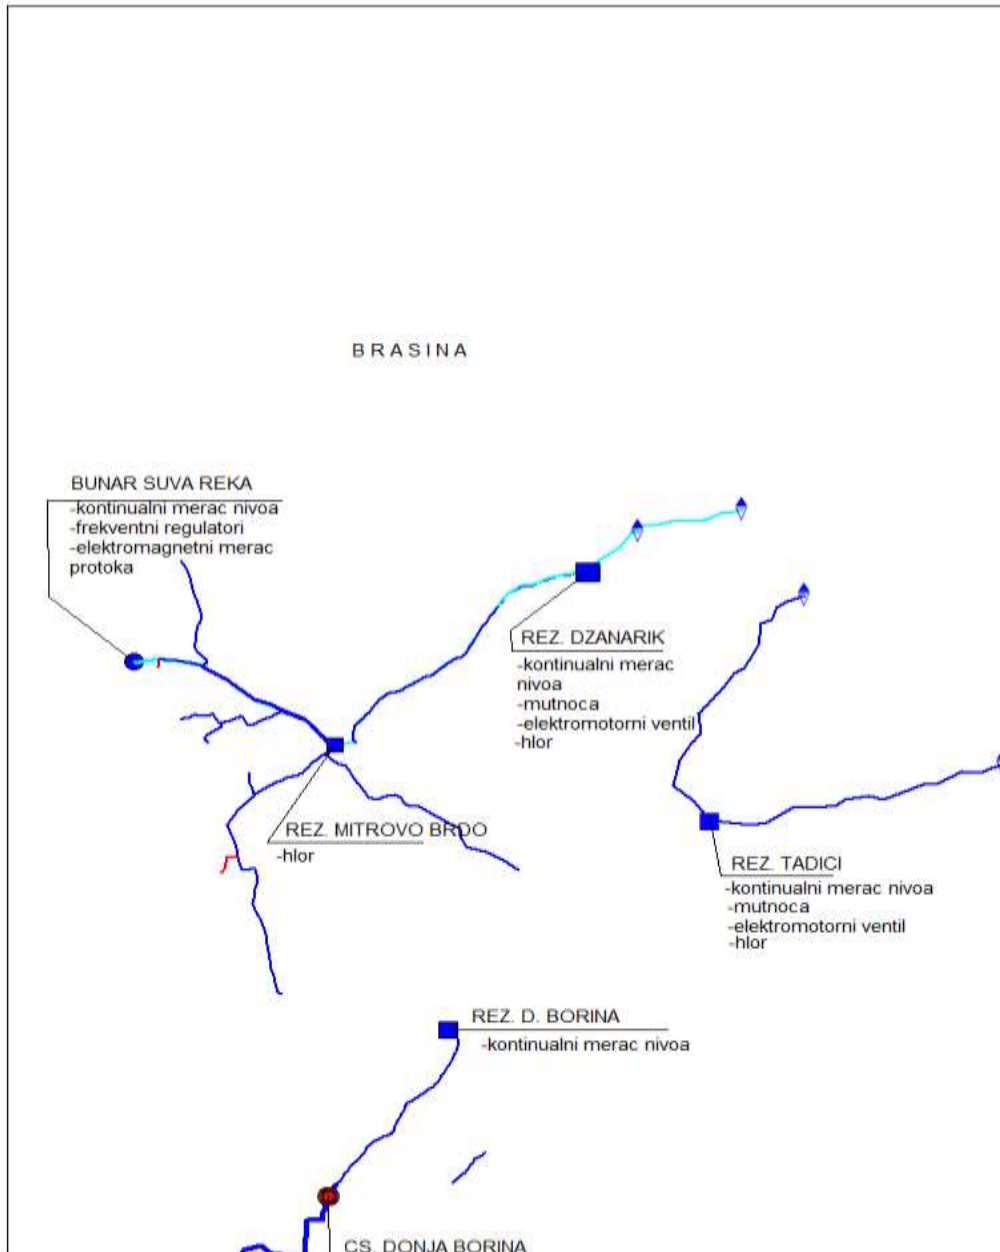 BRASINA
BUNAR SUVA REKA
-kontinualni merac nivoa
-frekventni regulatori
-elektromagnetni merac
protoka
REZ. DZANARIK
-kontinualni merac
nivoa
-mutnoca
-elektromotorni ventil
-hlor
REZ. MITROVO BRDO
-hlor
REZ. TADICI
-kontinualni merac nivoa
-mutnoca
-elektromotorni ventil
-hlor
REZ. D. BORINA
-kontinualni merac nivoa
CS. DONJA BORINA